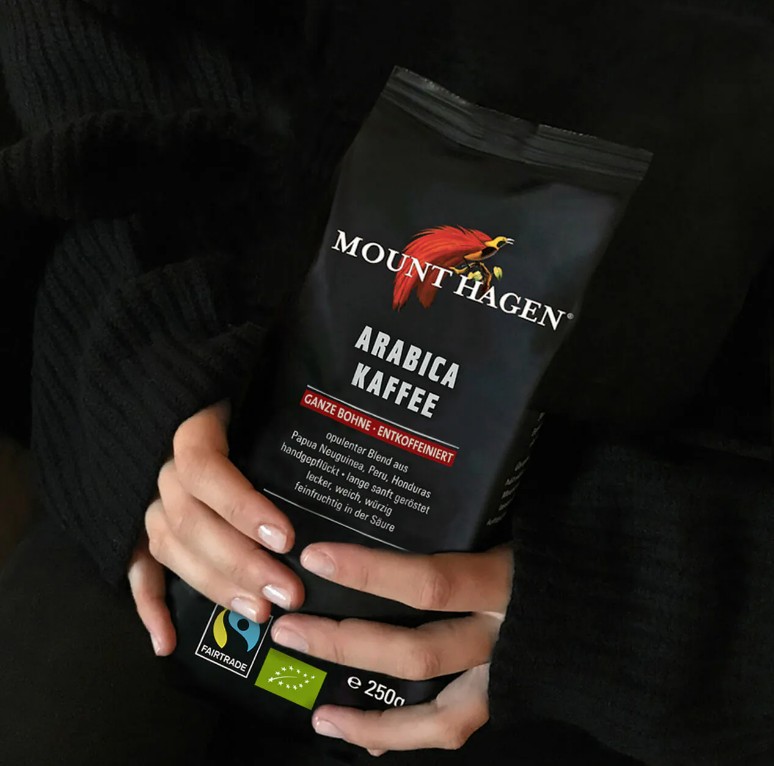 MOUNT HAGEN®
ARABICA
KAFFEE
GANZE BOHNE · ENTKOFFEINIERT
opulenter Blend aus
Papua Neuguinea, Peru, Honduras
handgepflückt • lange sanft geröstet
lecker, weich, würzig
feinfruchtig in der Säure
FAIRTRADE
℮ 250g